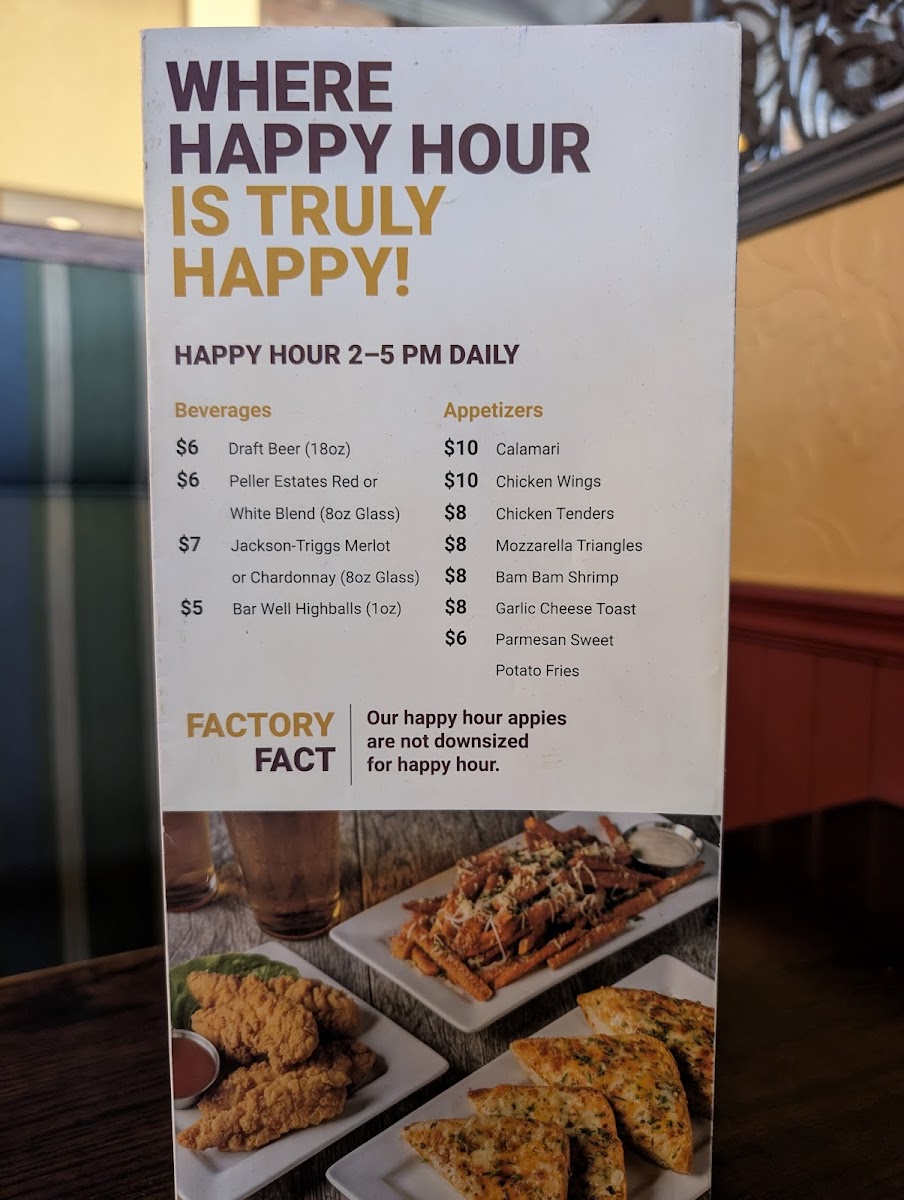 WHERE
HAPPY HOUR
IS TRULY
HAPPY!
HAPPY HOUR 2–5 PM DAILY
Beverages
$6 Draft Beer (18oz)
$6 Peller Estates Red or
White Blend (8oz Glass)
$7 Jackson-Triggs Merlot
or Chardonnay (8oz Glass)
$5 Bar Well Highballs (1oz)
Appetizers
$10 Calamari
$10 Chicken Wings
$8 Chicken Tenders
$8 Mozzarella Triangles
$8 Bam Bam Shrimp
$8 Garlic Cheese Toast
$6 Parmesan Sweet
Potato Fries
FACTORY
FACT
Our happy hour appies
are not downsized
for happy hour.